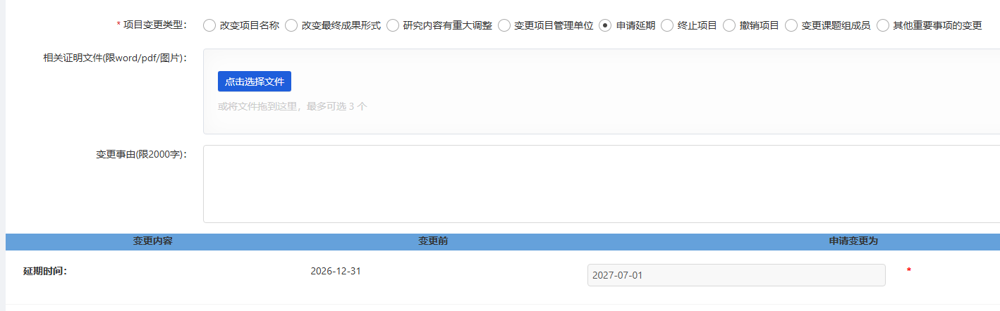 * 项目变更类型： 改变项目名称 改变最终成果形式 研究内容有重大调整 变更项目管理单位 申请延期 终止项目 撤销项目 变更课题组成员 其他重要事项的变更
相关证明文件(限word/pdf/图片)：
点击选择文件
或将文件拖到这里，最多可选 3 个
变更事由(限2000字)：
变更内容 变更前 申请变更为
延期时间： 2026-12-31 2027-07-01 *